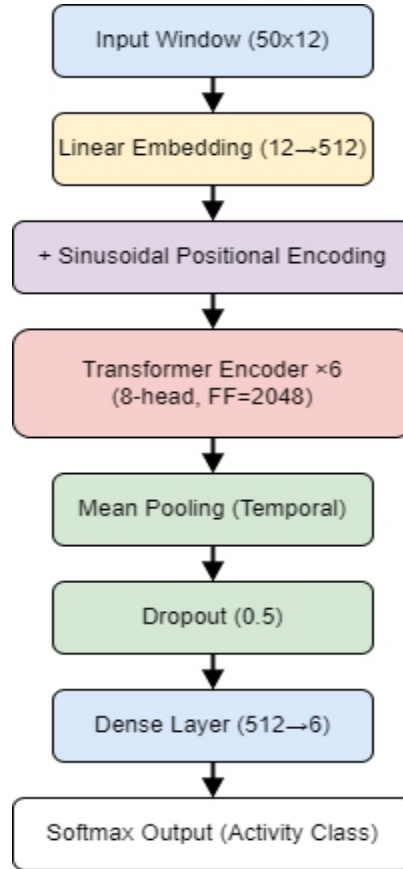 Input Window (50x12)
Linear Embedding (12→512)
+ Sinusoidal Positional Encoding
Transformer Encoder ×6
(8-head, FF=2048)
Mean Pooling (Temporal)
Dropout (0.5)
Dense Layer (512→6)
Softmax Output (Activity Class)